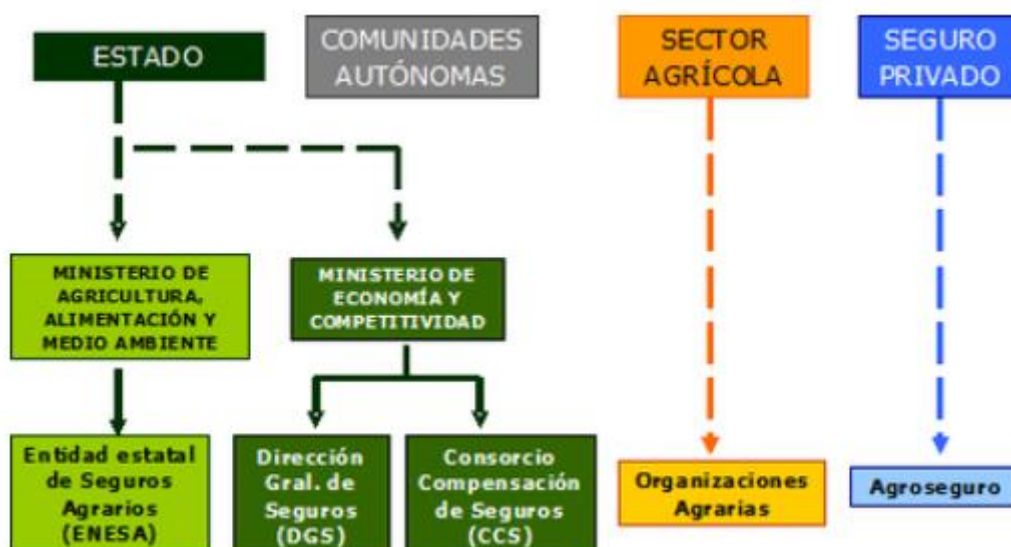 ESTADO
COMUNIDADES
AUTÓNOMAS
SECTOR
AGRÍCOLA
SEGURO
PRIVADO
MINISTERIO DE
AGRICULTURA,
ALIMENTACIÓN Y
MEDIO AMBIENTE
MINISTERIO DE
ECONOMÍA Y
COMPETITIVIDAD
Entidad estatal
de Seguros
Agrarios
(ENESA)
Dirección
Gral. de
Seguros
(DGS)
Consorcio
Compensación
de Seguros
(CCS)
Organizaciones
Agrarias
Agroseguro